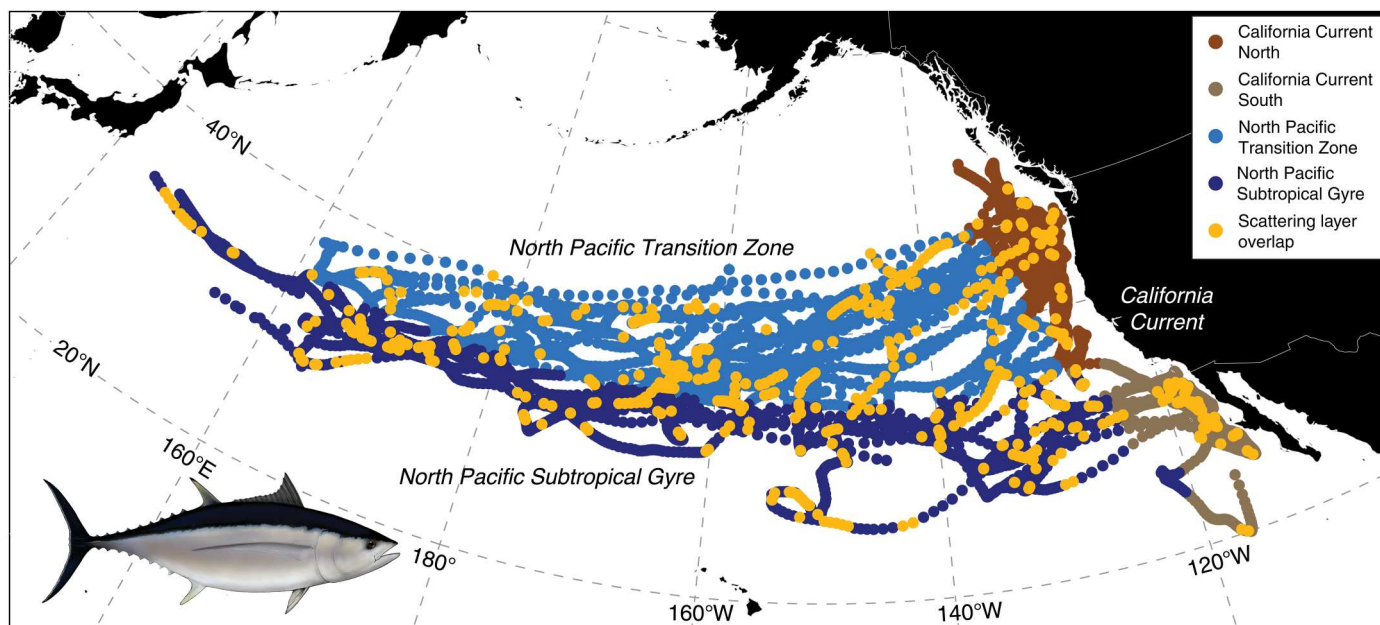 California Current
North
California Current
South
North Pacific
Transition Zone
North Pacific
Subtropical Gyre
Scattering layer
overlap
40°N
North Pacific Transition Zone
California
Current
20°N
160°E
North Pacific Subtropical Gyre
180°
160°W
140°W
120°W